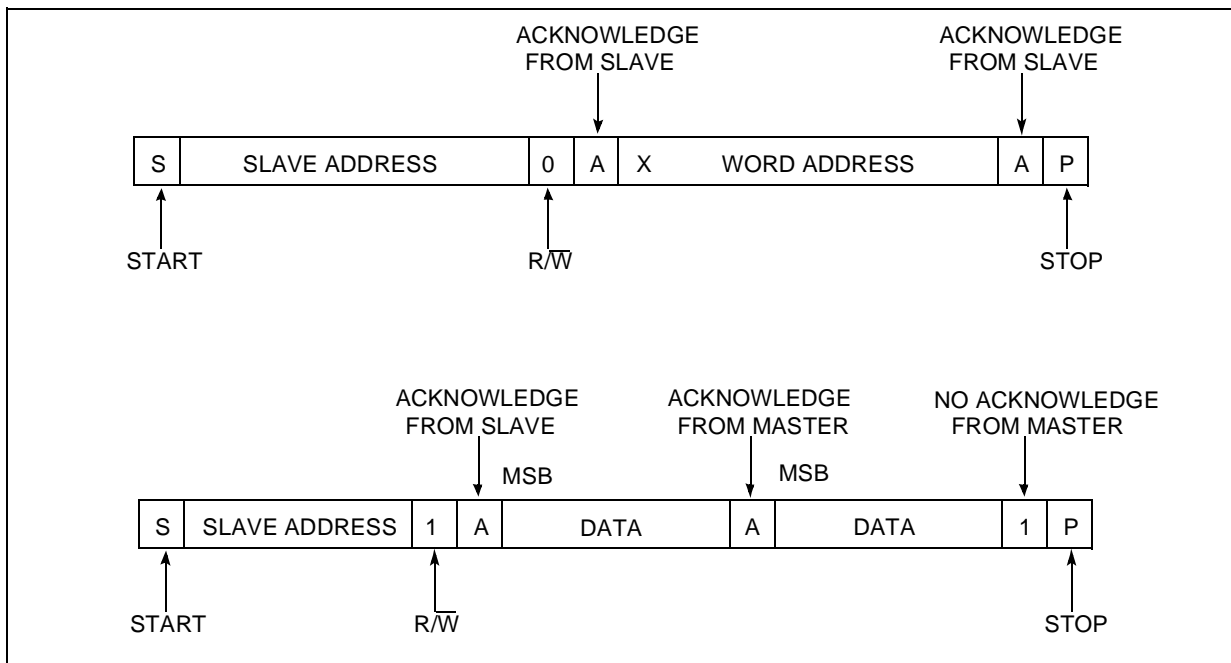 ACKNOWLEDGE
FROM SLAVE
ACKNOWLEDGE
FROM SLAVE
S SLAVE ADDRESS 0 A X WORD ADDRESS A P
START R/W̅ STOP
ACKNOWLEDGE
FROM SLAVE
ACKNOWLEDGE
FROM MASTER
NO ACKNOWLEDGE
FROM MASTER
MSB MSB
S SLAVE ADDRESS 1 A DATA A DATA 1 P
START R/W̅ STOP